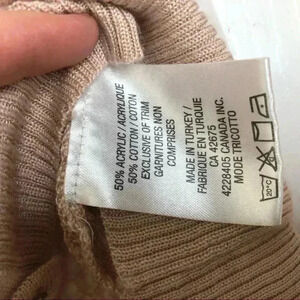 50% ACRYLIC / ACRYLIQUE
50% COTTON / COTON
EXCLUSIVE OF TRIM
GARNITURES NON
COMPRISES
MADE IN TURKEY /
FABRIQUE EN TURQUIE
CA 42675
4228405 CANADA INC.
MODE TRICOTTO
20°C